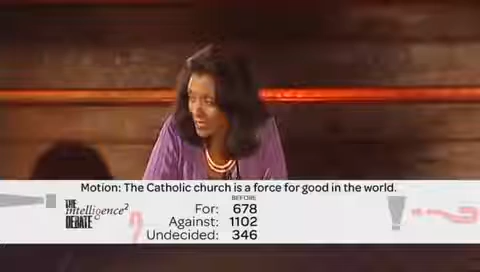 Motion: The Catholic church is a force for good in the world.
BEFORE
For: 678
Against: 1102
Undecided: 346
THE
intelligence²
DEBATE